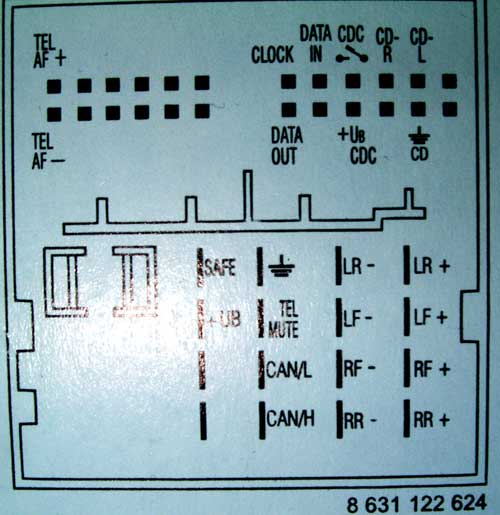 TEL AF +
CLOCK DATA IN CDC CD-R CD-L
TEL AF -
DATA OUT +UB CDC CD
SAFE LR - LR +
+UB TEL MUTE LF - LF +
CAN/L RF - RF +
CAN/H RR - RR +
8 631 122 624